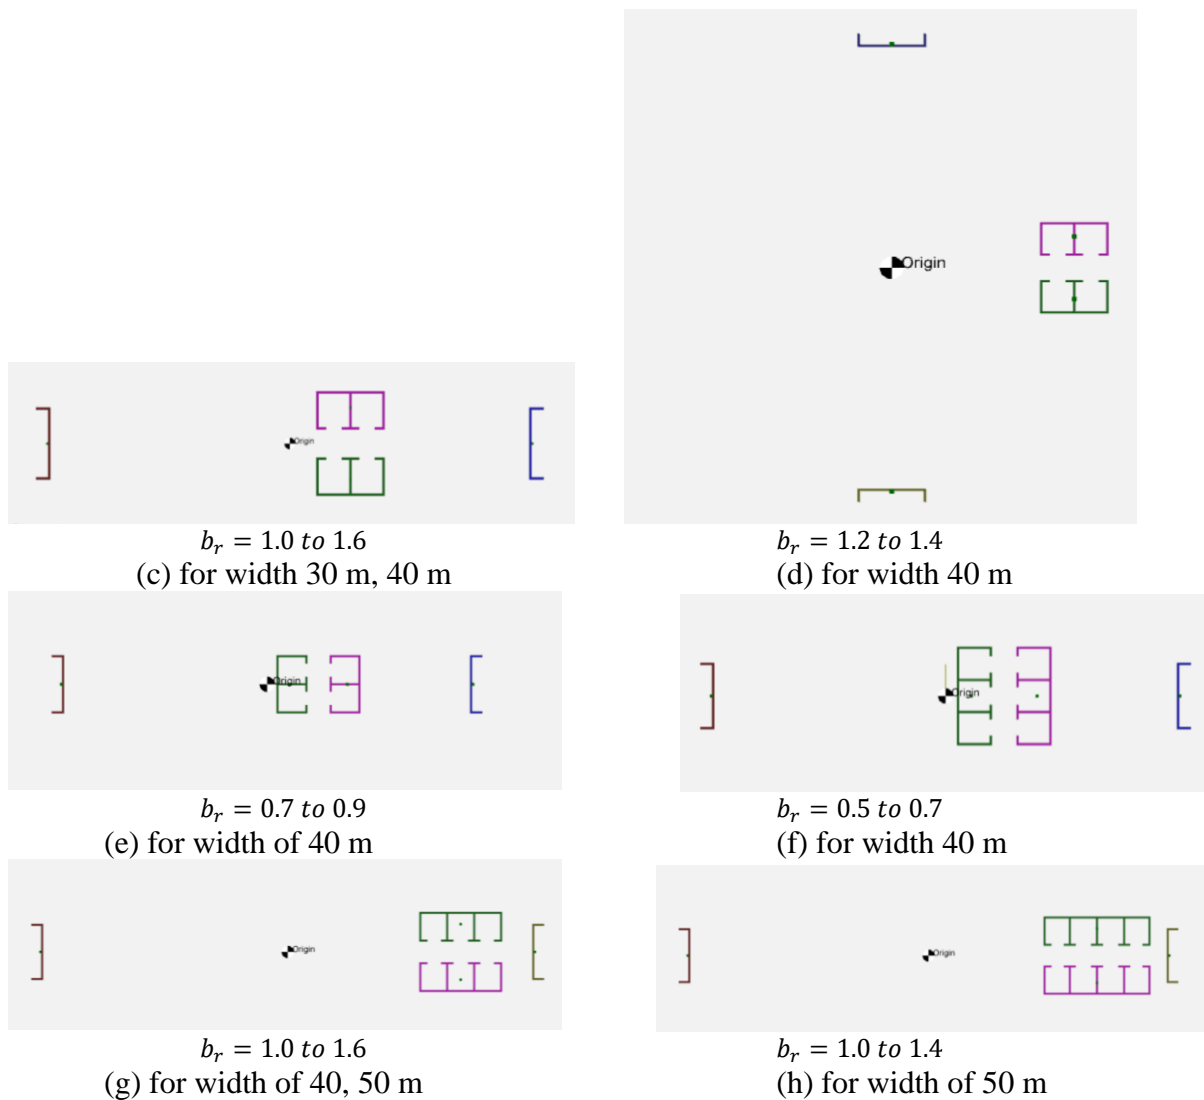 Origin
Origin
b_r = 1.0 to 1.6
(c) for width 30 m, 40 m
b_r = 1.2 to 1.4
(d) for width 40 m
Origin
Origin
b_r = 0.7 to 0.9
(e) for width of 40 m
b_r = 0.5 to 0.7
(f) for width 40 m
Origin
Origin
b_r = 1.0 to 1.6
(g) for width of 40, 50 m
b_r = 1.0 to 1.4
(h) for width of 50 m